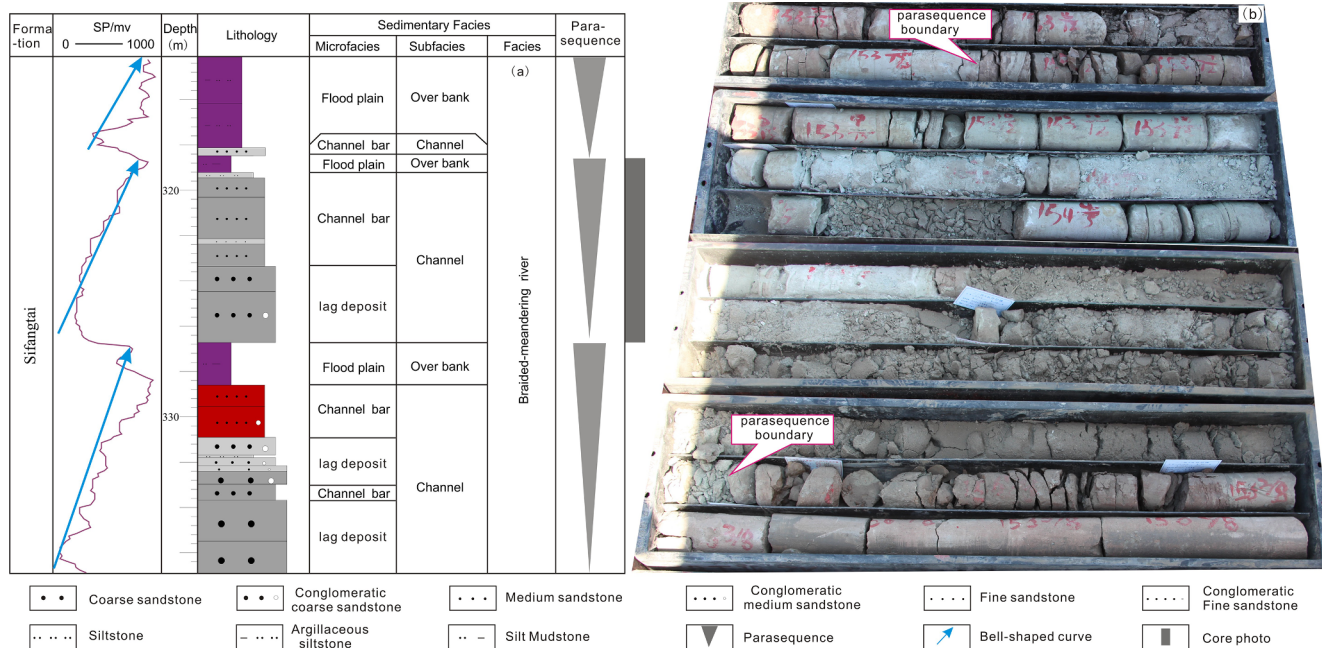 Forma
-tion
SP/mv
0 1000
Depth
(m)
Lithology
Sedimentary Facies
Microfacies
Subfacies
Facies
Para-
sequence
(a)
Flood plain
Over bank
Channel bar
Channel
Flood plain
Over bank
320
Channel bar
Channel
lag deposit
Sifangtai
Braided-meandering river
Flood plain
Over bank
Channel bar
330
lag deposit
Channel
Channel bar
lag deposit
(b)
parasequence
boundary
parasequence
boundary
Coarse sandstone
Conglomeratic
coarse sandstone
Medium sandstone
Conglomeratic
medium sandstone
Fine sandstone
Conglomeratic
Fine sandstone
Siltstone
Argillaceous
siltstone
Silt Mudstone
Parasequence
Bell-shaped curve
Core photo